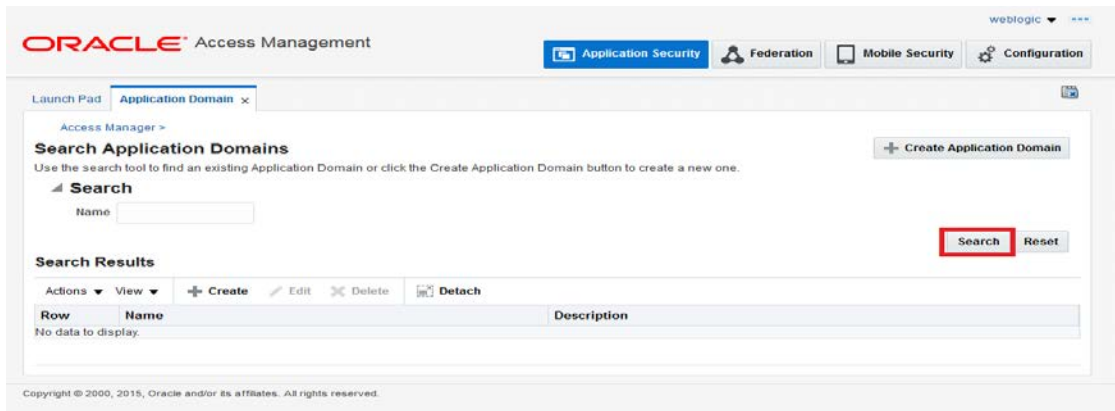 weblogic
ORACLE Access Management
Application Security Federation Mobile Security Configuration
Launch Pad Application Domain x
Access Manager >
Search Application Domains
Create Application Domain
Use the search tool to find an existing Application Domain or click the Create Application Domain button to create a new one.
Search
Name
Search Reset
Search Results
Actions View Create Edit Delete Detach
Row Name Description
No data to display.
Copyright © 2000, 2015, Oracle and/or its affiliates. All rights reserved.